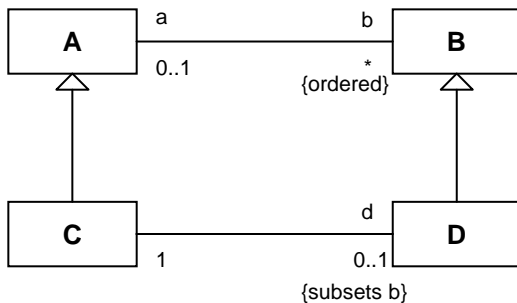 a b
A B
0..1 *
{ordered}
d
C D
1 0..1
{subsets b}